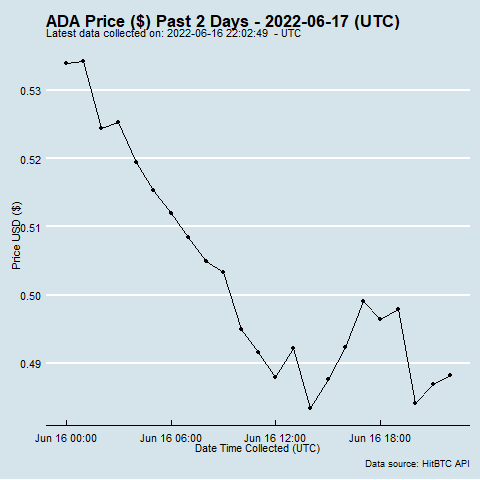 ADA Price ($) Past 2 Days - 2022-06-17 (UTC)
Latest data collected on: 2022-06-16 22:02:49  - UTC
0.53
0.52
0.51
0.50
0.49
Price USD ($)
Jun 16 00:00
Jun 16 06:00
Jun 16 12:00
Jun 16 18:00
Date Time Collected (UTC)
Data source: HitBTC API